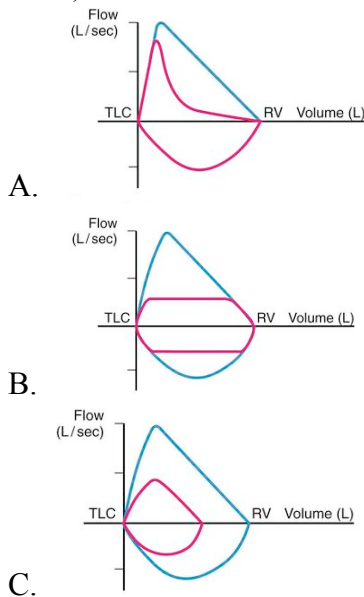 Flow
(L/sec)
TLC RV Volume (L)
A.
Flow
(L/sec)
TLC RV Volume (L)
B.
Flow
(L/sec)
TLC RV Volume (L)
C.